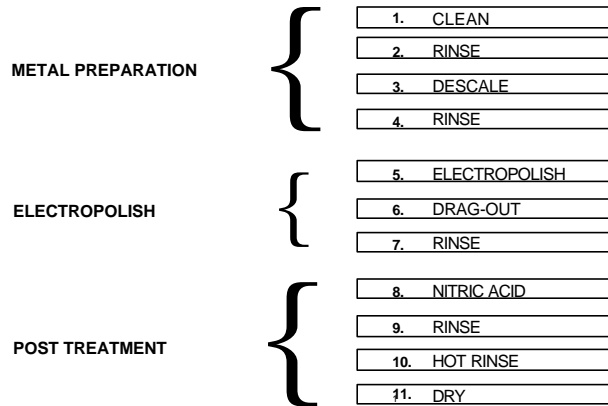 METAL PREPARATION
1. CLEAN
2. RINSE
3. DESCALE
4. RINSE
ELECTROPOLISH
5. ELECTROPOLISH
6. DRAG-OUT
7. RINSE
POST TREATMENT
8. NITRIC ACID
9. RINSE
10. HOT RINSE
11. DRY